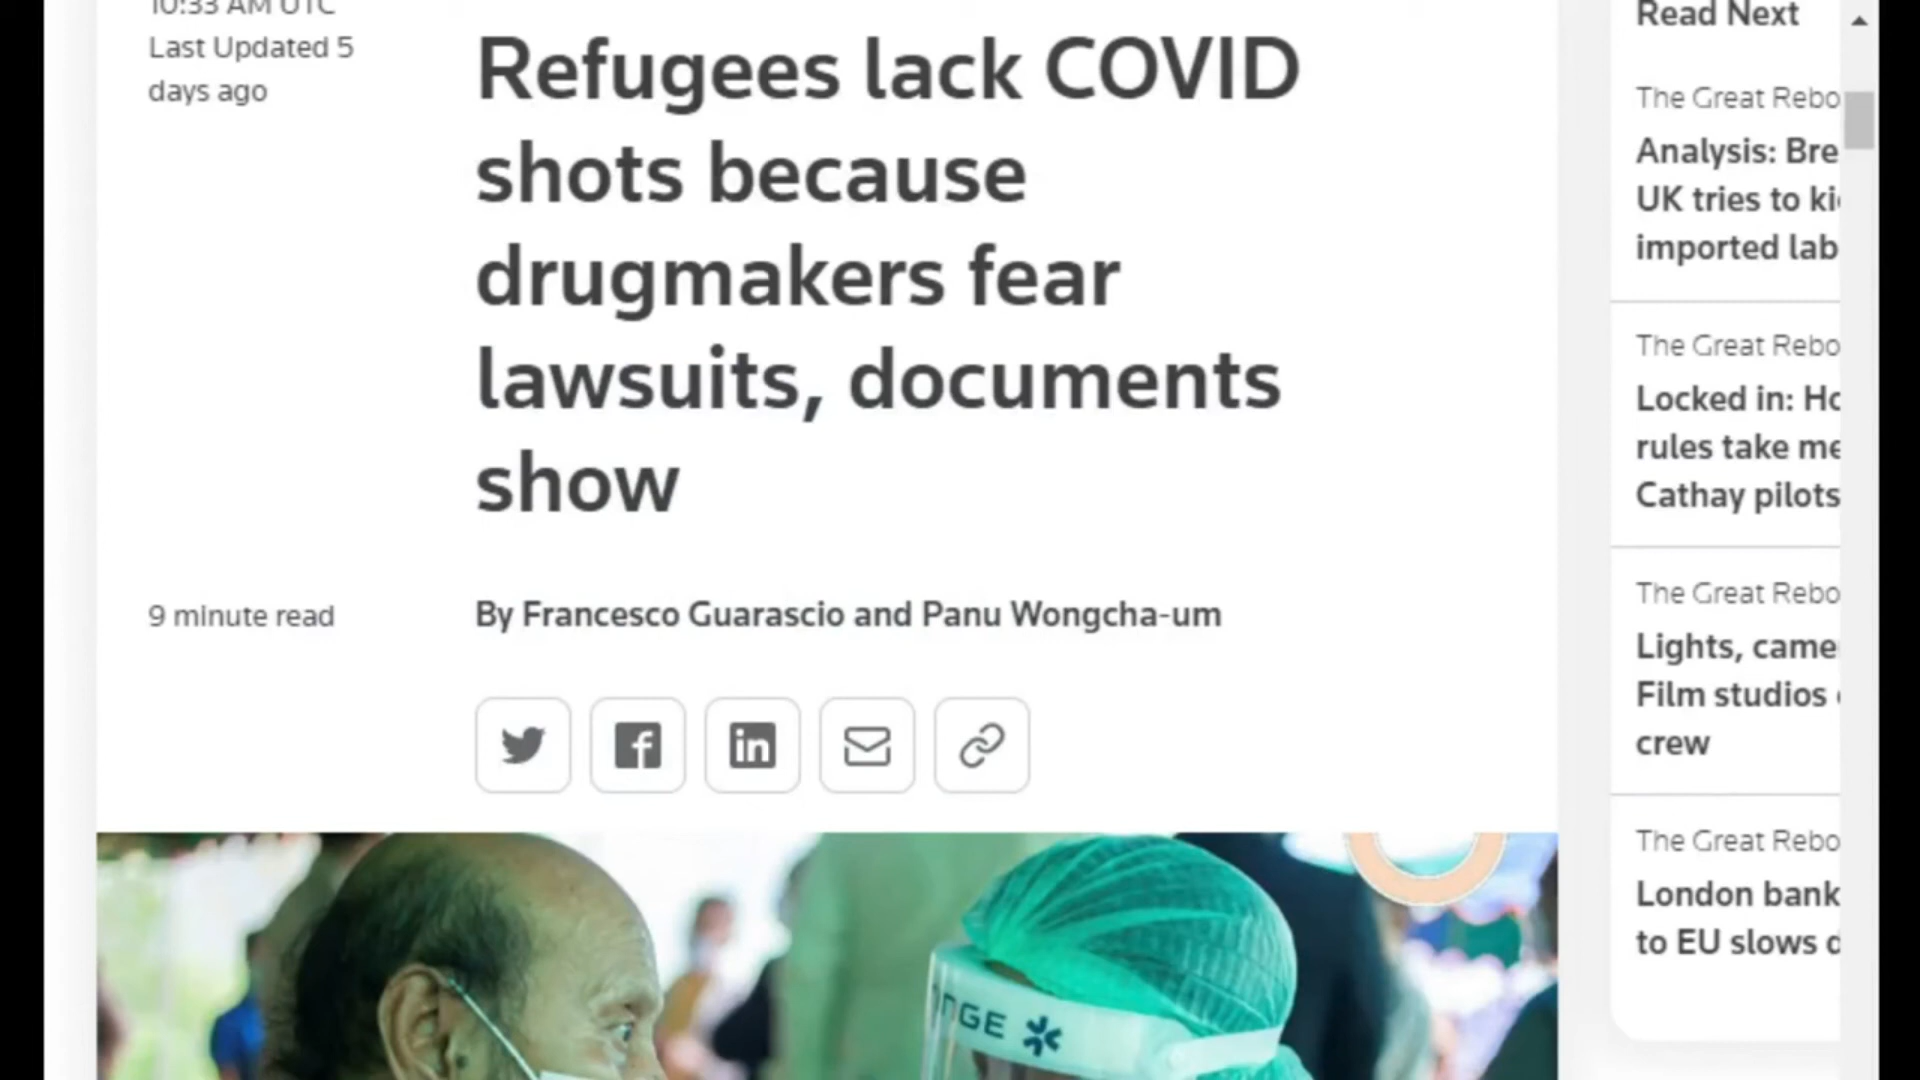 10:33 AM UTC
Last Updated 5
days ago
Refugees lack COVID
shots because
drugmakers fear
lawsuits, documents
show
9 minute read
By Francesco Guarascio and Panu Wongcha-um
NGE
Read Next
The Great Rebo
Analysis: Bre
UK tries to ki
imported lab
The Great Rebo
Locked in: Ho
rules take me
Cathay pilots
The Great Rebo
Lights, came
Film studios
crew
The Great Rebo
London bank
to EU slows d